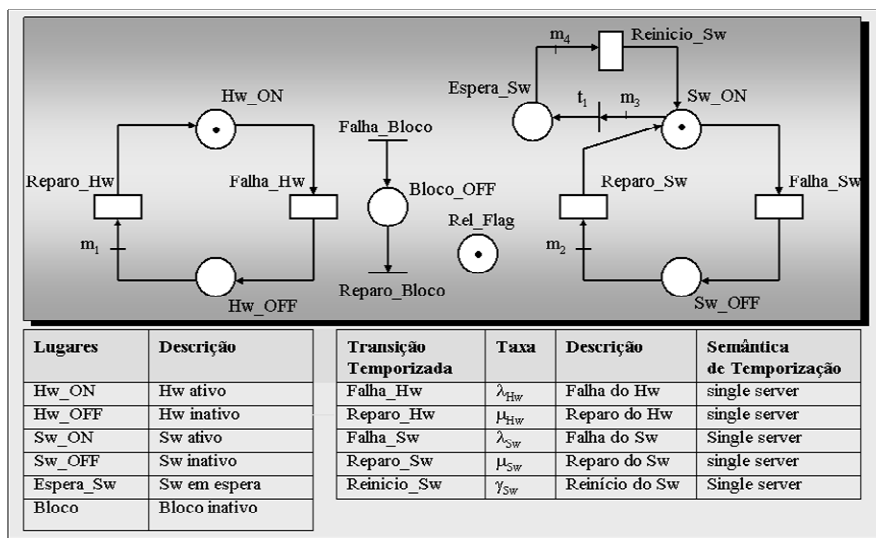 m₄
Reinicio_Sw
Espera_Sw
t₁
m₃
Sw_ON
Hw_ON
Falha_Bloco
Reparo_Hw
Falha_Hw
Bloco_OFF
Reparo_Sw
Falha_Sw
Rel_Flag
m₁
m₂
Reparo_Bloco
Hw_OFF
Sw_OFF
Lugares Descrição
Hw_ON Hw ativo
Hw_OFF Hw inativo
Sw_ON Sw ativo
Sw_OFF Sw inativo
Espera_Sw Sw em espera
Bloco Bloco inativo
Transição Temporizada Taxa Descrição Semântica de Temporização
Falha_Hw λHw Falha do Hw single server
Reparo_Hw μHw Reparo do Hw single server
Falha_Sw λSw Falha do Sw Single server
Reparo_Sw μSw Reparo do Sw single server
Reinicio_Sw γSw Reinício do Sw Single server